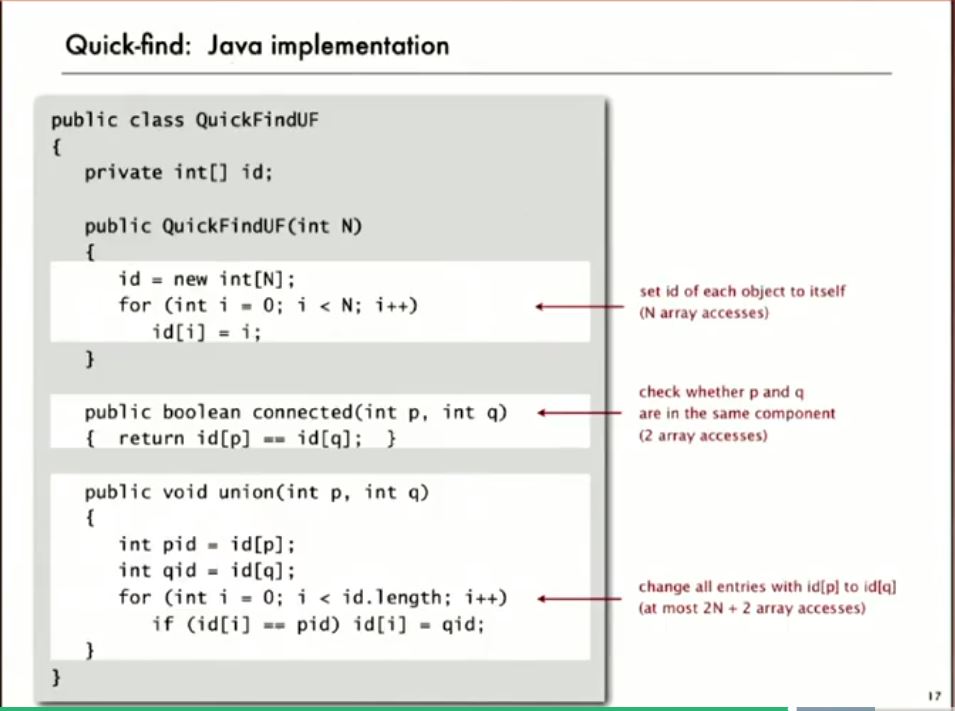 Quick-find: Java implementation
public class QuickFindUF
{
private int[] id;
public QuickFindUF(int N)
{
id = new int[N];
for (int i = 0; i < N; i++)
id[i] = i;
}
set id of each object to itself
(N array accesses)
public boolean connected(int p, int q)
{ return id[p] == id[q]; }
check whether p and q
are in the same component
(2 array accesses)
public void union(int p, int q)
{
int pid = id[p];
int qid = id[q];
for (int i = 0; i < id.length; i++)
if (id[i] == pid) id[i] = qid;
}
change all entries with id[p] to id[q]
(at most 2N + 2 array accesses)
}
17